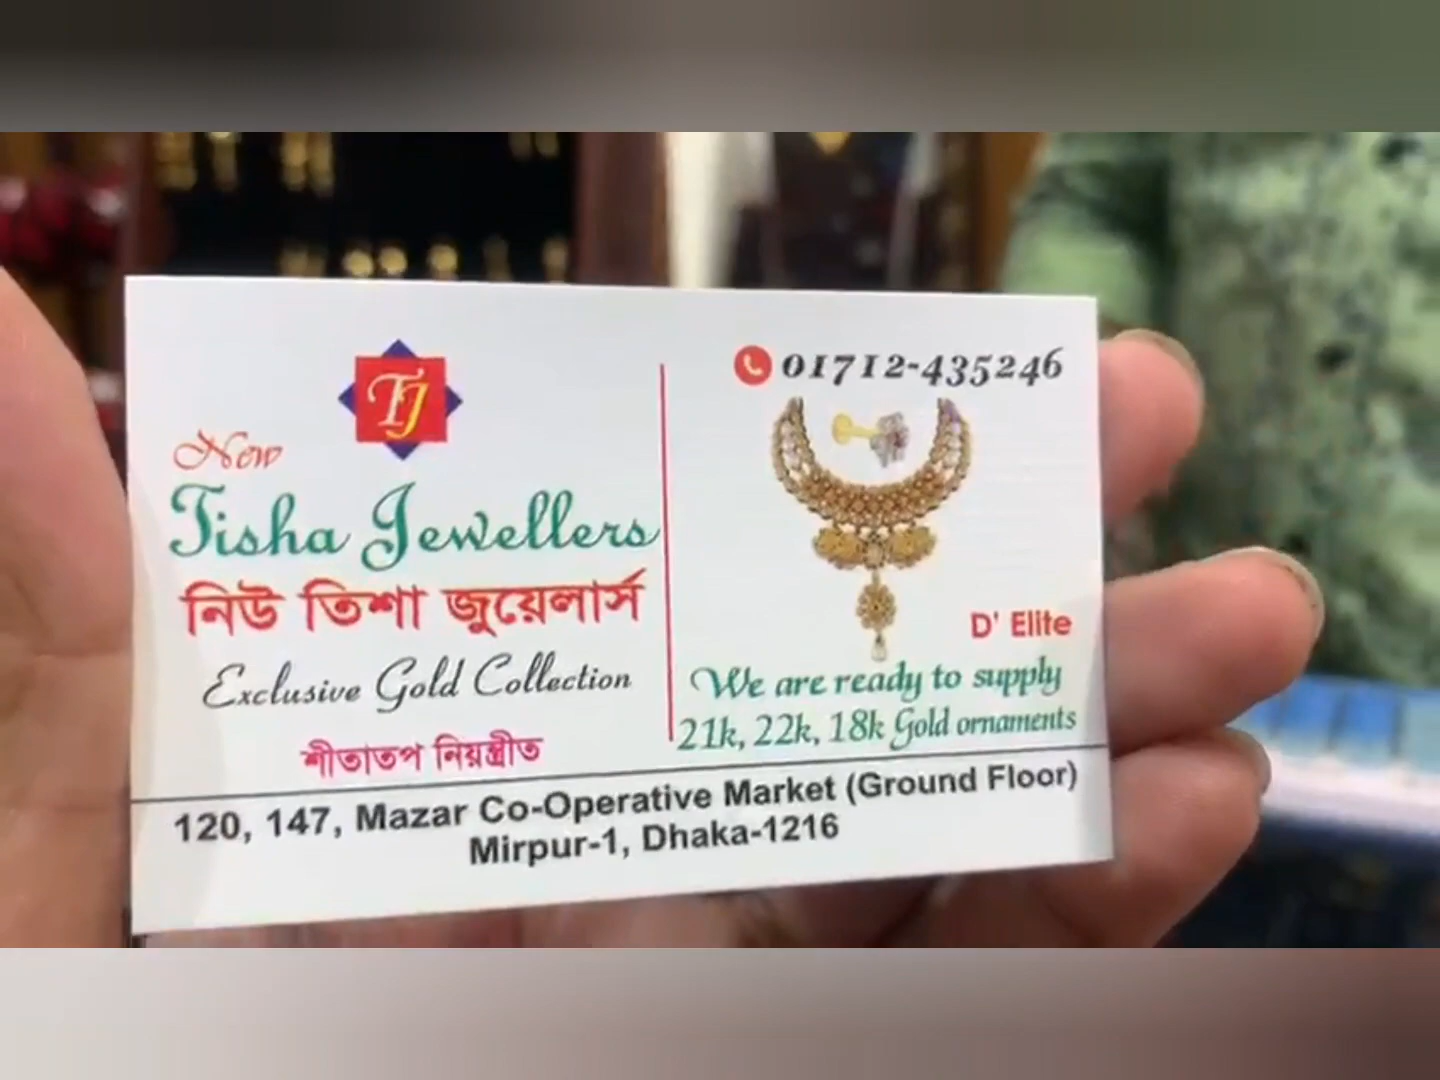 TJ
New
Tisha Jewellers
নিউ তিশা জুয়েলার্স
Exclusive Gold Collection
শীতাতপ নিয়ন্ত্রীত
01712-435246
D' Elite
We are ready to supply
21k, 22k, 18k Gold ornaments
120, 147, Mazar Co-Operative Market (Ground Floor)
Mirpur-1, Dhaka-1216